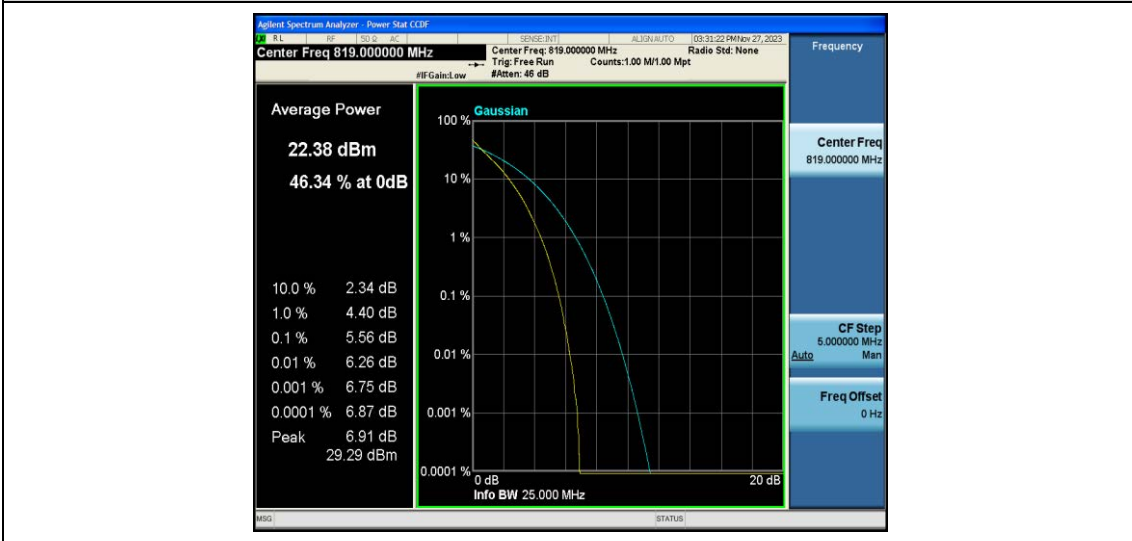 Agilent Spectrum Analyzer - Power Stat CCDF
RL RF 50 Ω AC SENSE:INT ALIGN AUTO 03:31:22 PM Nov 27, 2023
Center Freq 819.000000 MHz
Center Freq: 819.000000 MHz Radio Std: None
Trig: Free Run Counts:1.00 M/1.00 Mpt
#IFGain:Low #Atten: 46 dB
Average Power
22.38 dBm
46.34 % at 0dB
10.0 % 2.34 dB
1.0 % 4.40 dB
0.1 % 5.56 dB
0.01 % 6.26 dB
0.001 % 6.75 dB
0.0001 % 6.87 dB
Peak 6.91 dB
29.29 dBm
Gaussian
100 %
10 %
1 %
0.1 %
0.01 %
0.001 %
0.0001 %
0 dB 20 dB
Info BW 25.000 MHz
Frequency
Center Freq
819.000000 MHz
CF Step
5.000000 MHz
Auto Man
Freq Offset
0 Hz
MSG STATUS